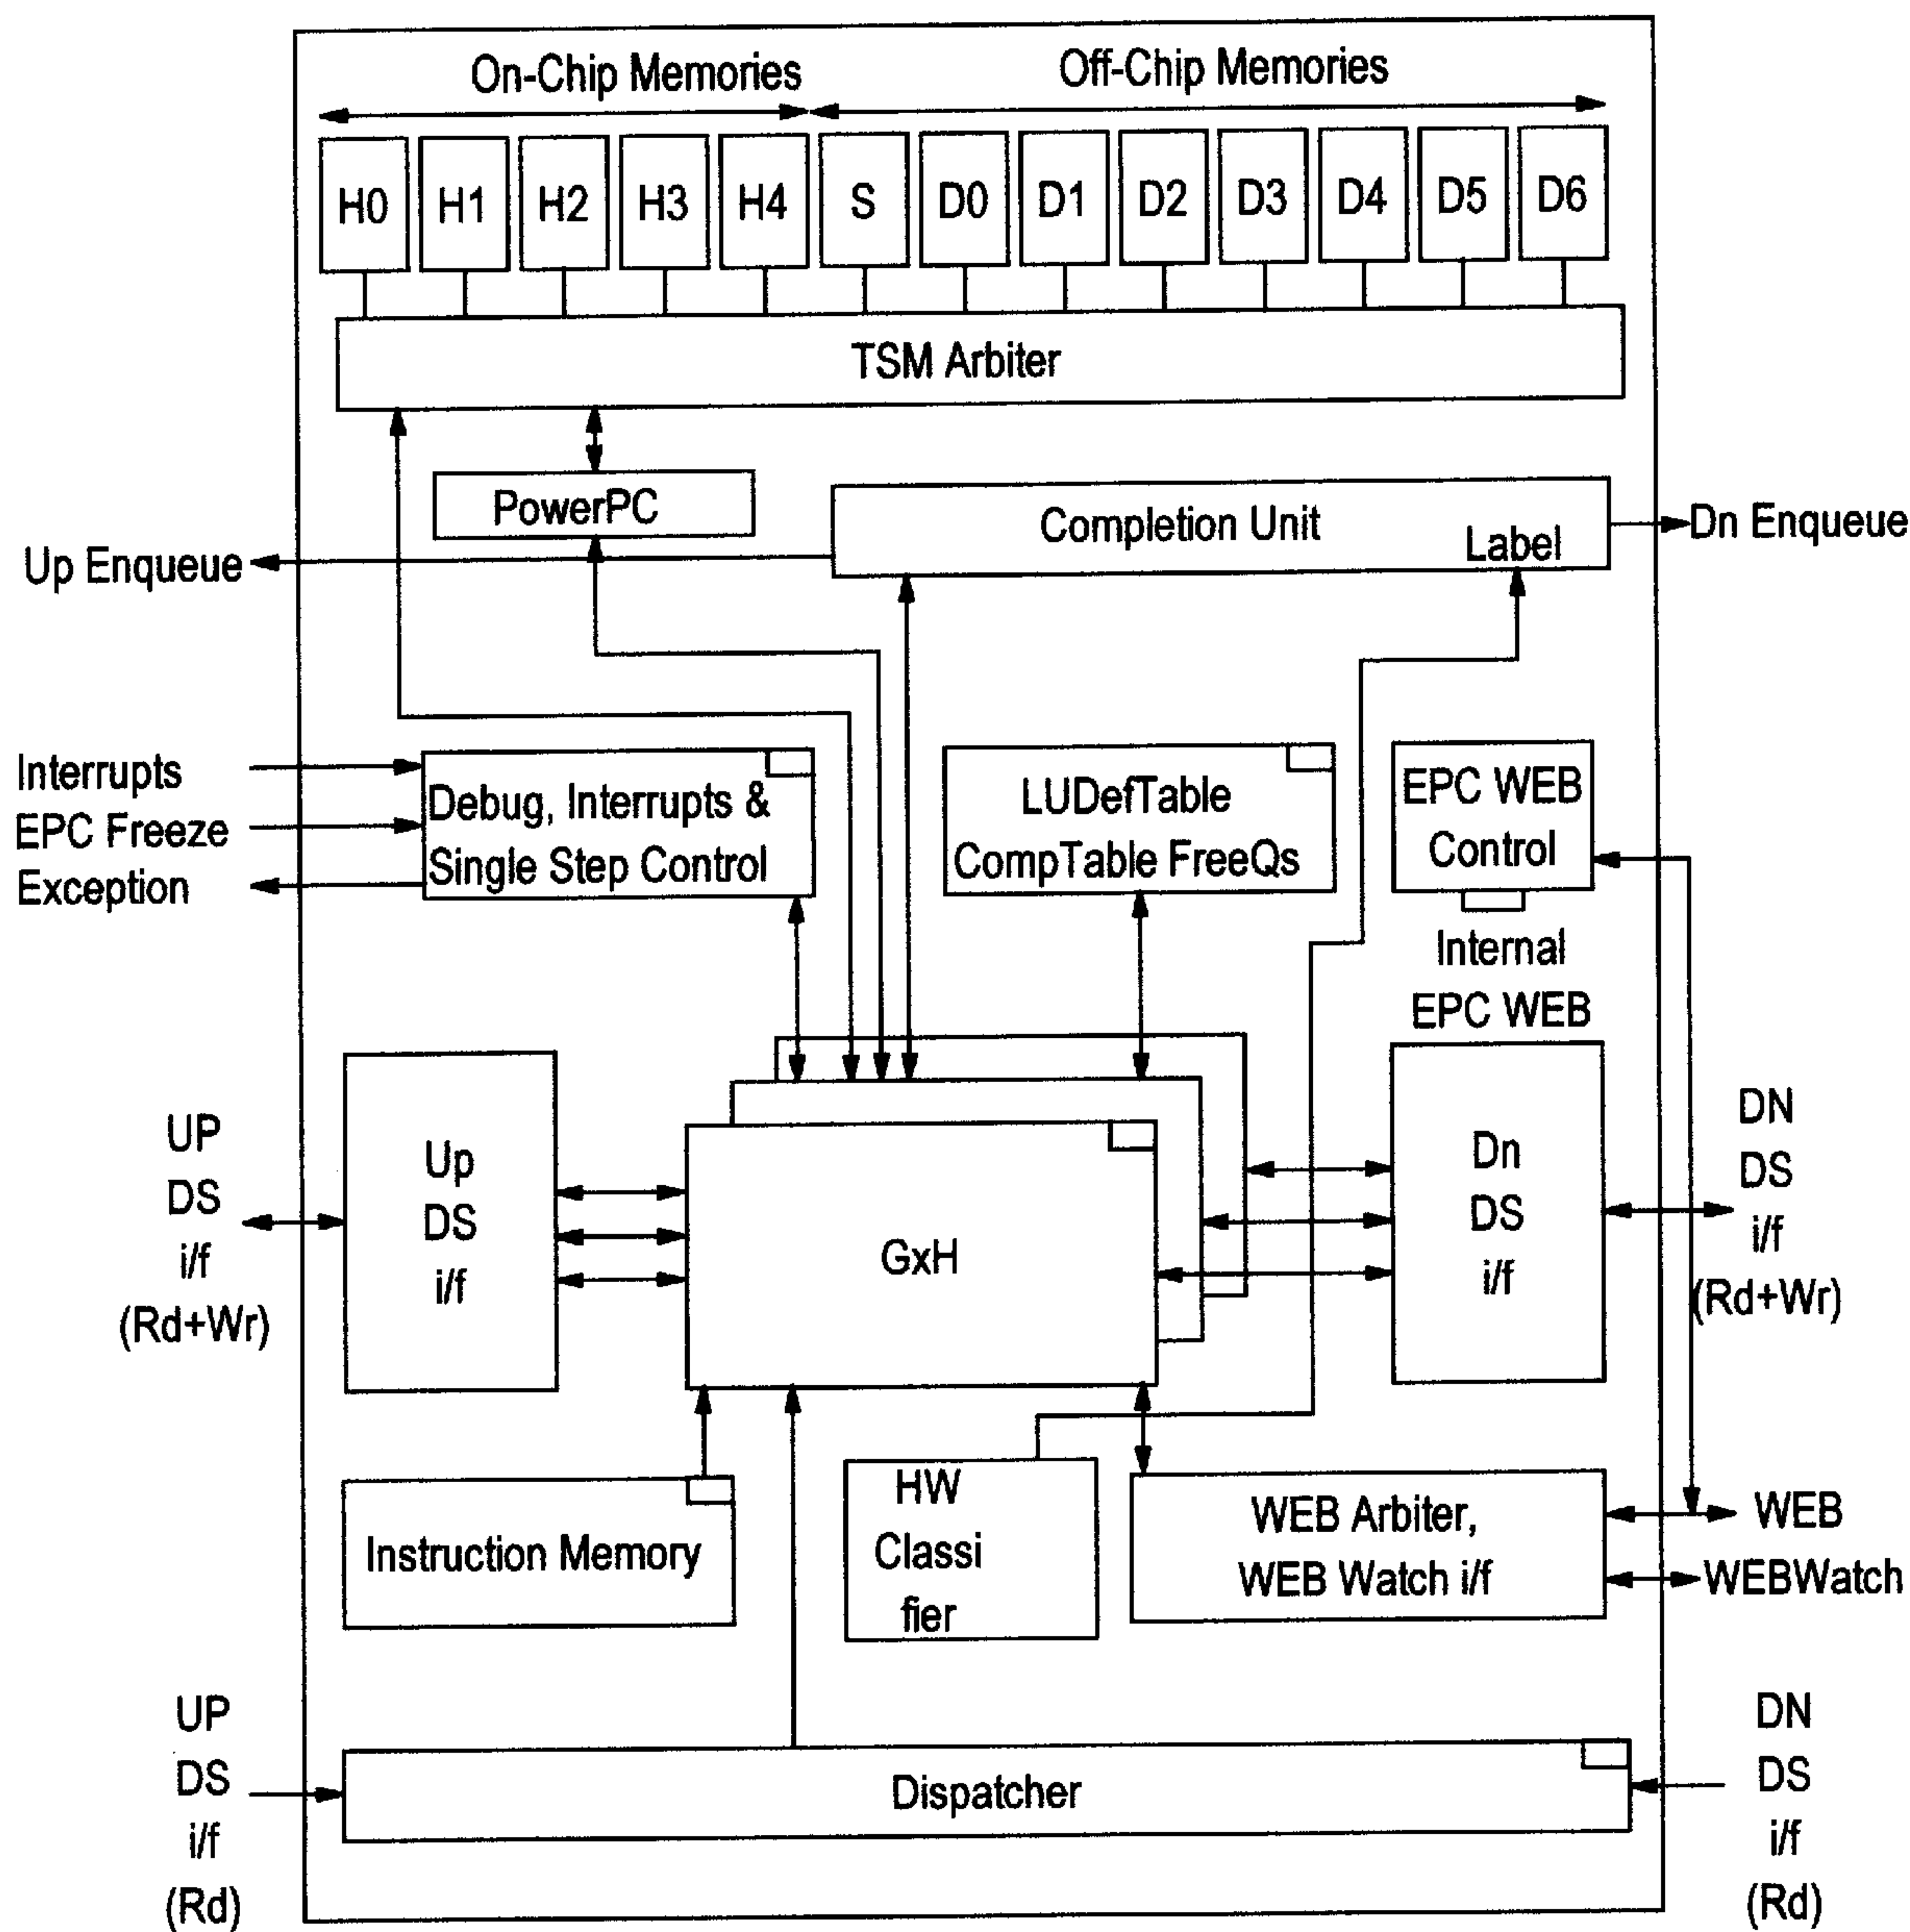 On-Chip Memories
Off-Chip Memories
H0
H1
H2
H3
H4
S
D0
D1
D2
D3
D4
D5
D6
TSM Arbiter
PowerPC
Completion Unit
Label
Dn Enqueue
Up Enqueue
Interrupts
EPC Freeze
Exception
Debug, Interrupts &
Single Step Control
LUDefTable
CompTable FreeQs
EPC WEB
Control
Internal
EPC WEB
UP
DS
i/f
(Rd+Wr)
Up
DS
i/f
GxH
Dn
DS
i/f
DN
DS
i/f
(Rd+Wr)
Instruction Memory
HW
Classi
fier
WEB Arbiter,
WEB Watch i/f
WEB
WEBWatch
UP
DS
i/f
(Rd)
Dispatcher
DN
DS
i/f
(Rd)